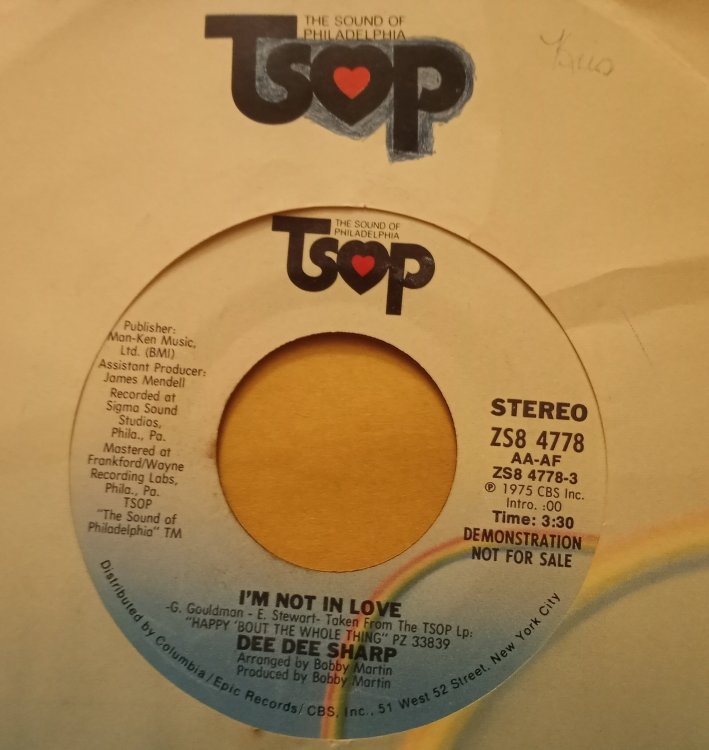 THE SOUND OF
PHILADELPHIA
TSOP
Kris
THE SOUND OF
PHILADELPHIA
TSOP
Publisher:
Man-Ken Music,
Ltd. (BMI)
Assistant Producer:
James Mendell
Recorded at
Sigma Sound
Studios,
Phila., Pa.
Mastered at
Frankford/Wayne
Recording Labs,
Phila., Pa.
TSOP
"The Sound of
Philadelphia" TM
STEREO
ZS8 4778
AA-AF
ZS8 4778-3
℗ 1975 CBS Inc.
Intro. :00
Time: 3:30
DEMONSTRATION
NOT FOR SALE
I'M NOT IN LOVE
-G. Gouldman - E. Stewart- Taken From The TSOP Lp:
"HAPPY 'BOUT THE WHOLE THING" PZ 33839
DEE DEE SHARP
Arranged by Bobby Martin
Produced by Bobby Martin
Distributed by Columbia/Epic Records/CBS, Inc., 51 West 52 Street, New York City